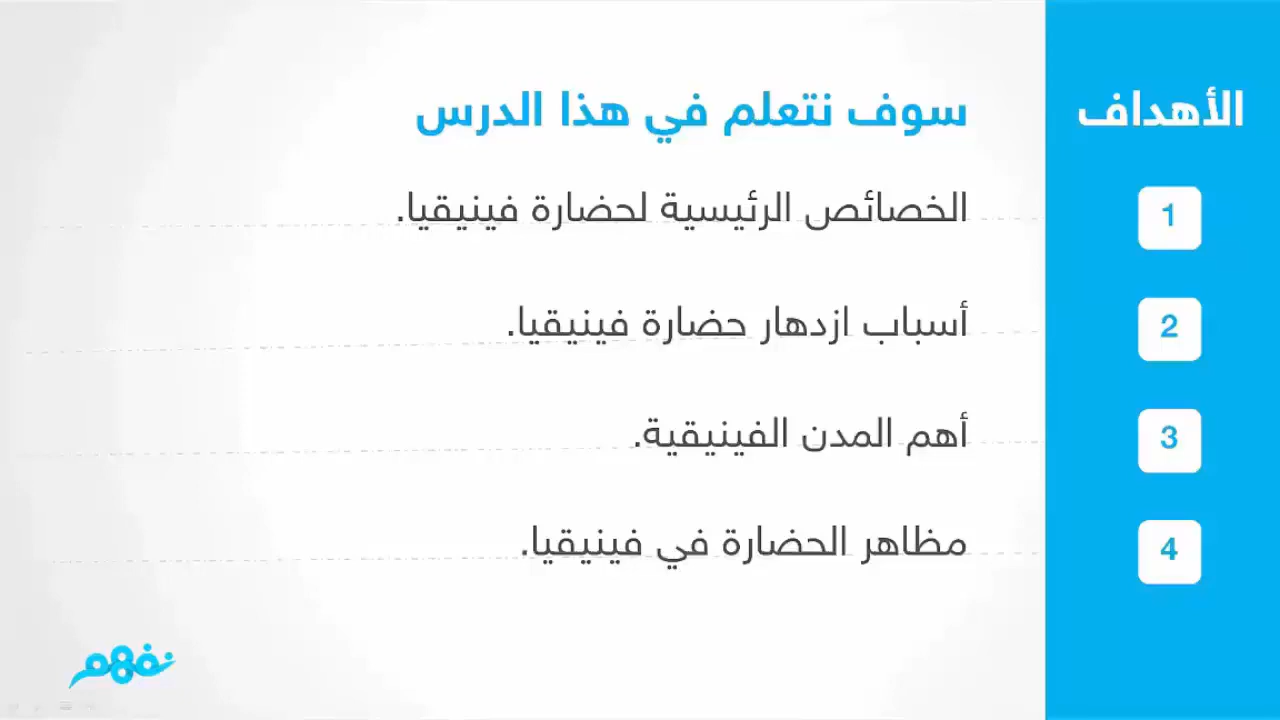 الأهداف
سوف نتعلم في هذا الدرس
1 الخصائص الرئيسية لحضارة فينيقيا.
2 أسباب ازدهار حضارة فينيقيا.
3 أهم المدن الفينيقية.
4 مظاهر الحضارة في فينيقيا.
نفهم